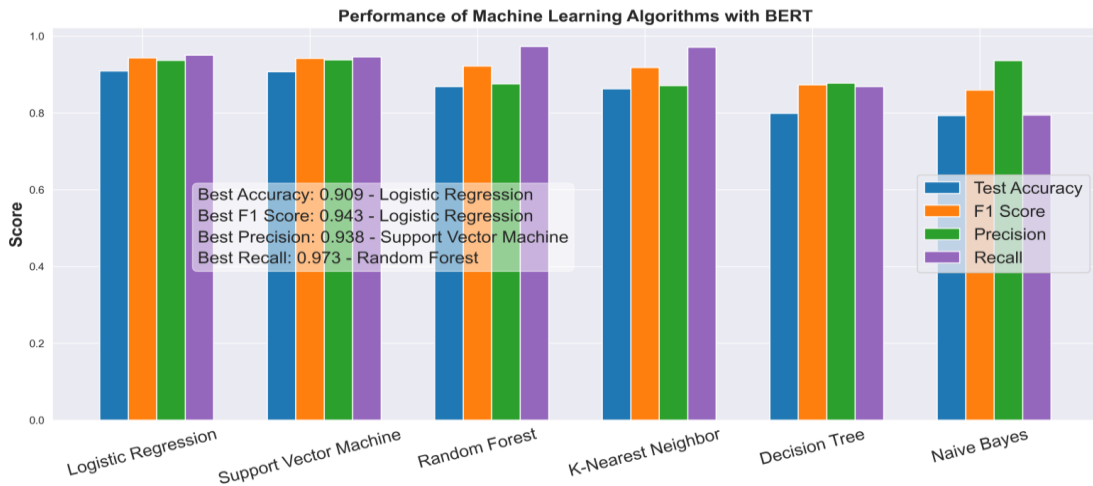 Performance of Machine Learning Algorithms with BERT
1.0
0.8
0.6
0.4
0.2
0.0
Score
Best Accuracy: 0.909 - Logistic Regression
Best F1 Score: 0.943 - Logistic Regression
Best Precision: 0.938 - Support Vector Machine
Best Recall: 0.973 - Random Forest
Test Accuracy
F1 Score
Precision
Recall
Logistic Regression
Support Vector Machine
Random Forest
K-Nearest Neighbor
Decision Tree
Naive Bayes